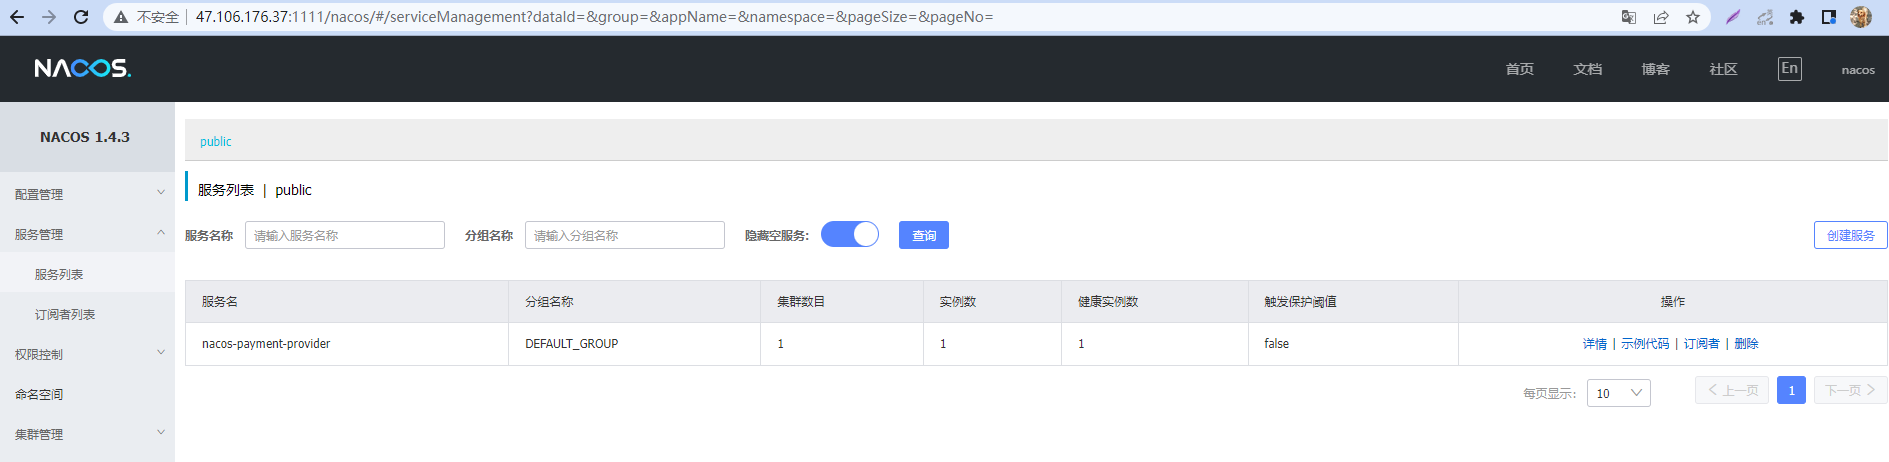 不安全 47.106.176.37:1111/nacos/#/serviceManagement?dataId=&group=&appName=&namespace=&pageSize=&pageNo=
NACOS. 首页 文档 博客 社区 En nacos
NACOS 1.4.3
public
配置管理
服务列表 | public
服务管理
服务名称 请输入服务名称 分组名称 请输入分组名称 隐藏空服务: 查询 创建服务
服务列表
服务名 分组名称 集群数目 实例数 健康实例数 触发保护阈值 操作
订阅者列表
nacos-payment-provider DEFAULT_GROUP 1 1 1 false 详情 | 示例代码 | 订阅者 | 删除
权限控制
命名空间
每页显示: 10 上一页 1 下一页
集群管理